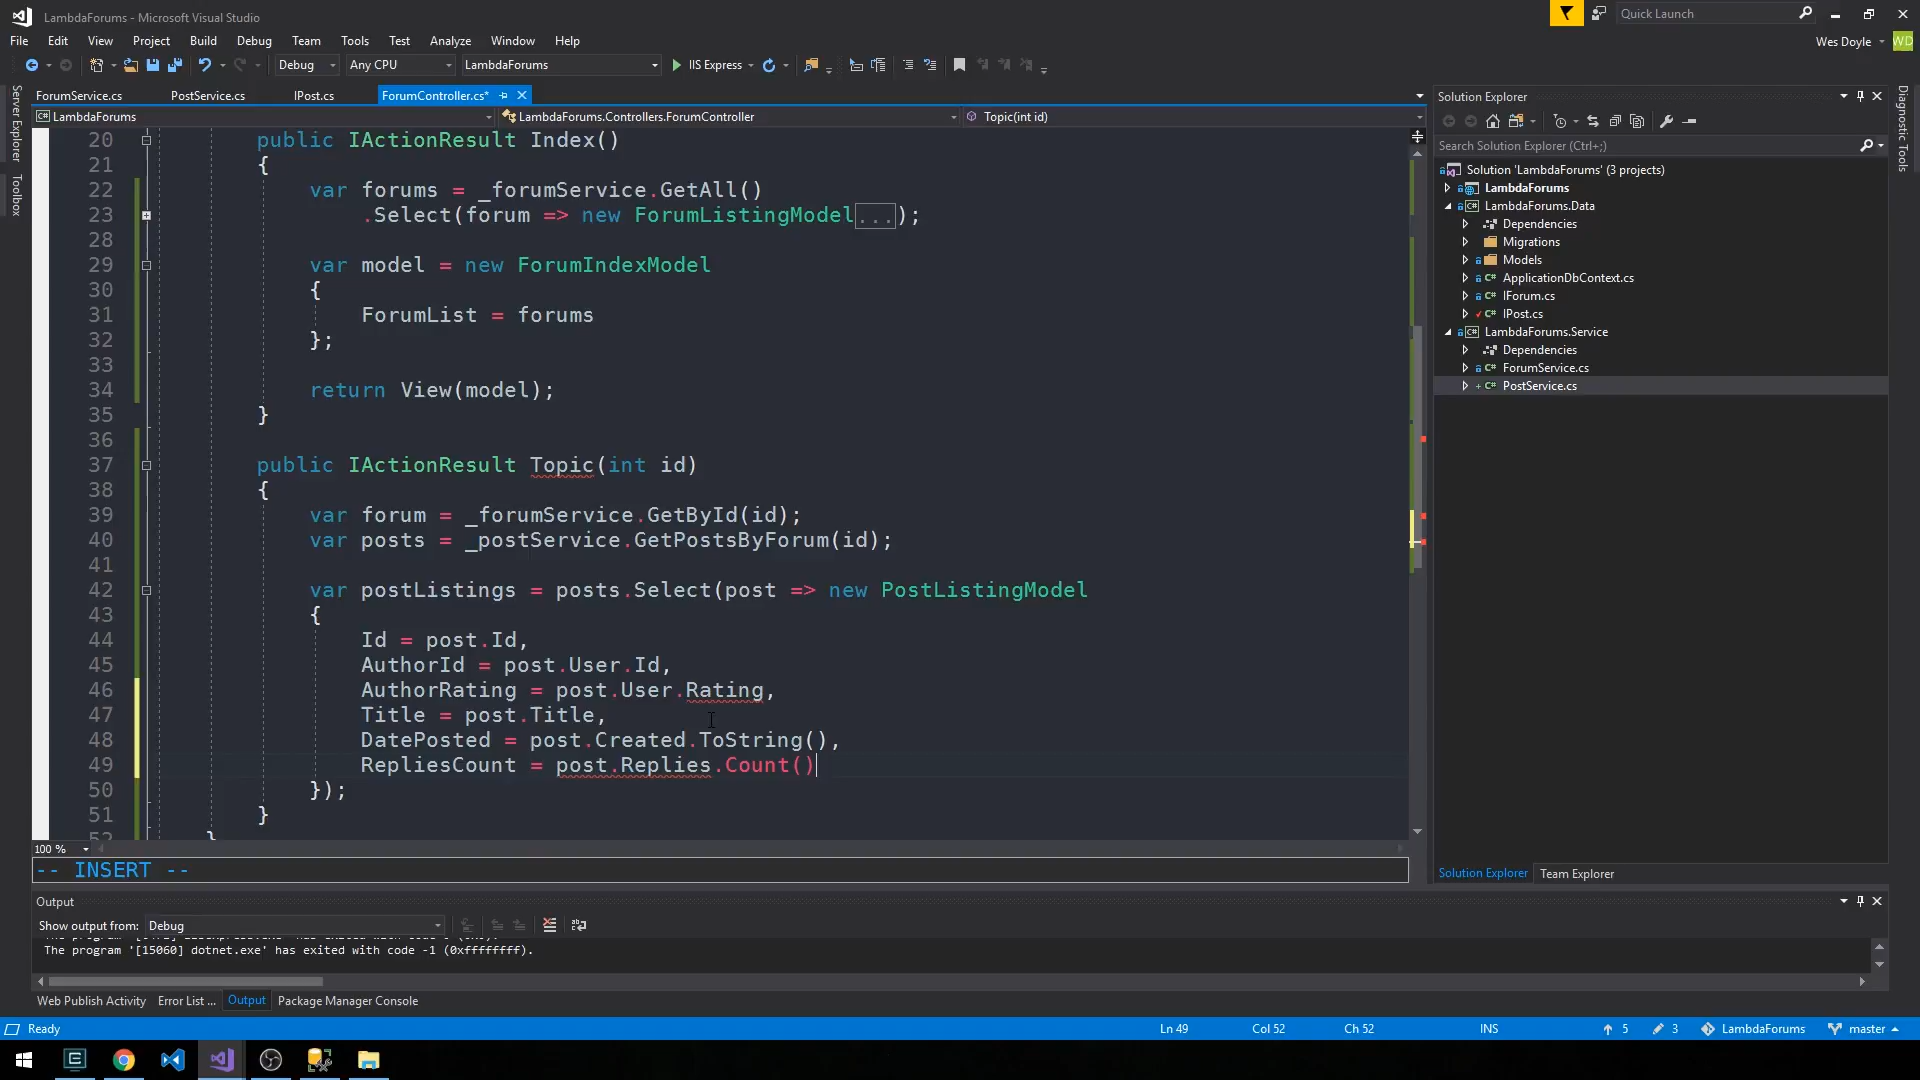 LambdaForums - Microsoft Visual Studio
Quick Launch
File Edit View Project Build Debug Team Tools Test Analyze Window Help
Wes Doyle
WD
Debug Any CPU LambdaForums IIS Express
Server Explorer
Toolbox
ForumService.cs PostService.cs IPost.cs ForumController.cs*
LambdaForums LambdaForums.Controllers.ForumController Topic(int id)
20 public IActionResult Index()
21 {
22 var forums = _forumService.GetAll()
23 .Select(forum => new ForumListingModel...);
28
29 var model = new ForumIndexModel
30 {
31 ForumList = forums
32 };
33
34 return View(model);
35 }
36
37 public IActionResult Topic(int id)
38 {
39 var forum = _forumService.GetById(id);
40 var posts = _postService.GetPostsByForum(id);
41
42 var postListings = posts.Select(post => new PostListingModel
43 {
44 Id = post.Id,
45 AuthorId = post.User.Id,
46 AuthorRating = post.User.Rating,
47 Title = post.Title,
48 DatePosted = post.Created.ToString(),
49 RepliesCount = post.Replies.Count()
50 });
51 }
52 }
100 %
-- INSERT --
Solution Explorer
Search Solution Explorer (Ctrl+;)
Solution 'LambdaForums' (3 projects)
LambdaForums
LambdaForums.Data
Dependencies
Migrations
Models
ApplicationDbContext.cs
IForum.cs
IPost.cs
LambdaForums.Service
Dependencies
ForumService.cs
PostService.cs
Solution Explorer Team Explorer
Diagnostic Tools
Output
Show output from: Debug
The program '[15060] dotnet.exe' has exited with code -1 (0xffffffff).
Web Publish Activity Error List ... Output Package Manager Console
Ready Ln 49 Col 52 Ch 52 INS 5 3 LambdaForums master